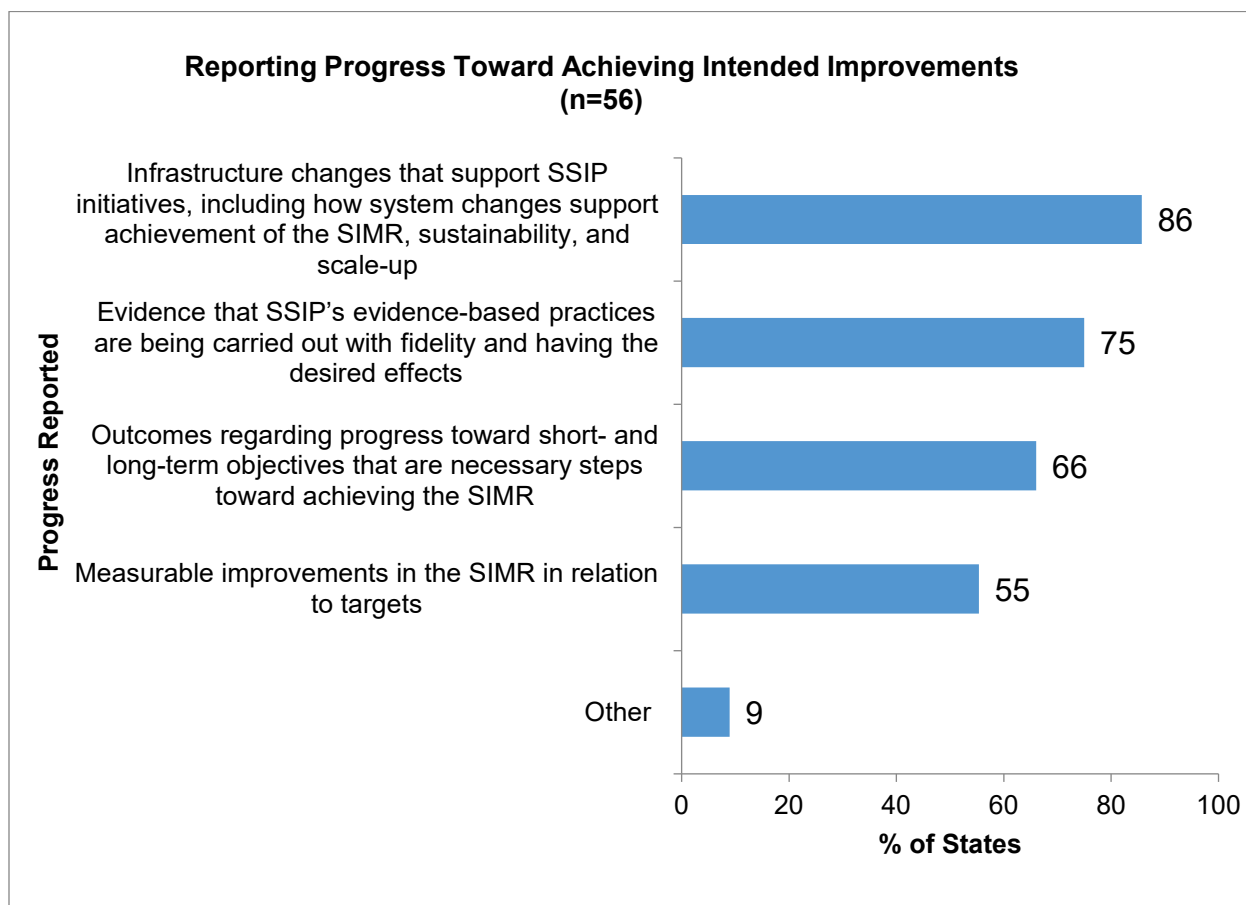 Reporting Progress Toward Achieving Intended Improvements
(n=56)
Progress Reported
Infrastructure changes that support SSIP
initiatives, including how system changes support
achievement of the SIMR, sustainability, and
scale-up
86
Evidence that SSIP’s evidence-based practices
are being carried out with fidelity and having the
desired effects
75
Outcomes regarding progress toward short- and
long-term objectives that are necessary steps
toward achieving the SIMR
66
Measurable improvements in the SIMR in relation
to targets
55
Other
9
0 20 40 60 80 100
% of States